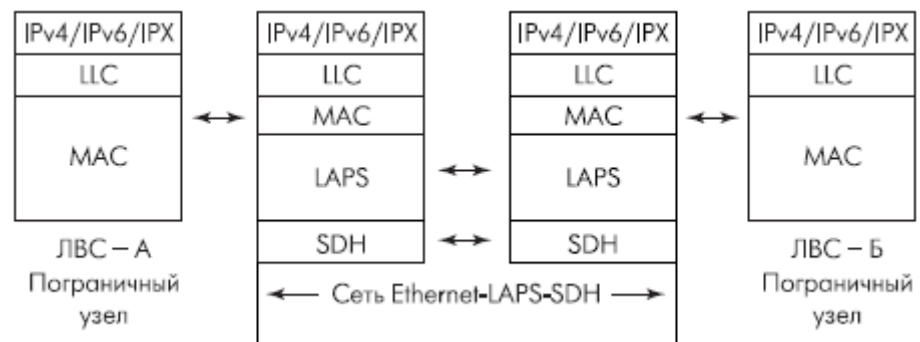 IPv4/IPv6/IPX
LLC
MAC
ЛВС – А
Пограничный
узел
IPv4/IPv6/IPX
LLC
MAC
LAPS
SDH
IPv4/IPv6/IPX
LLC
MAC
LAPS
SDH
Сеть Ethernet-LAPS-SDH
IPv4/IPv6/IPX
LLC
MAC
ЛВС – Б
Пограничный
узел